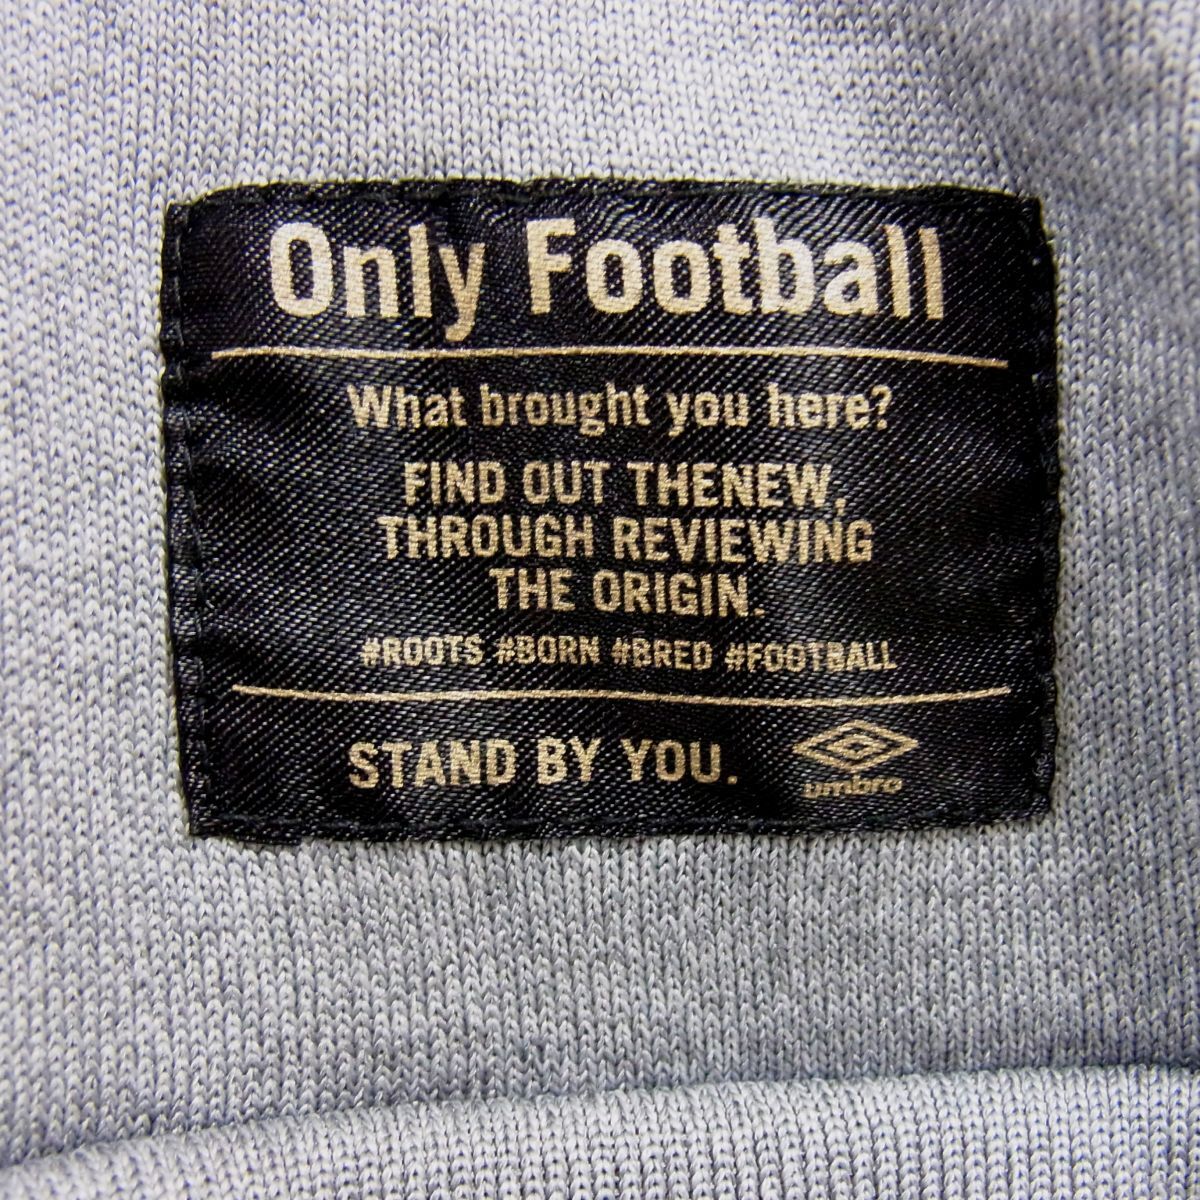 Only Football
What brought you here?
FIND OUT THENEW,
THROUGH REVIEWING
THE ORIGIN.
#ROOTS #BORN #BRED #FOOTBALL
STAND BY YOU.
umbro